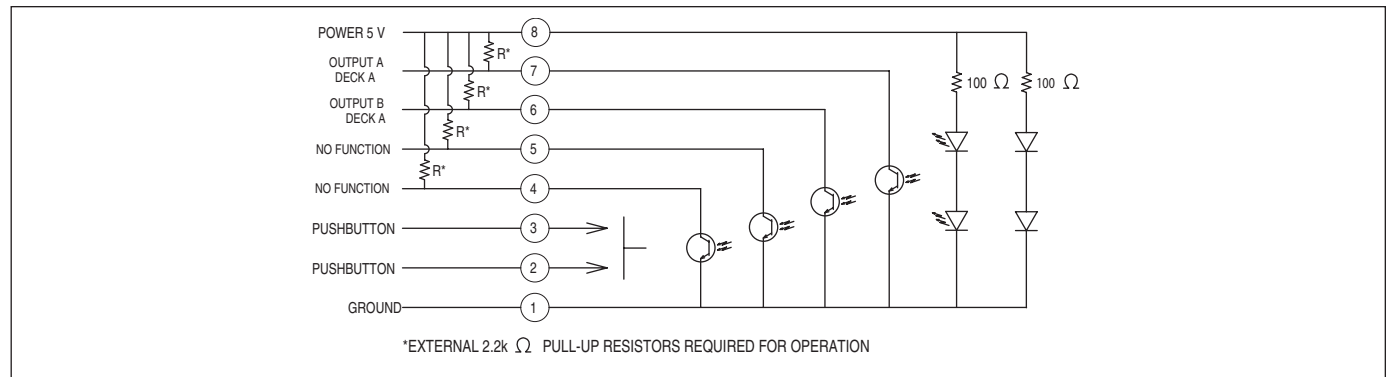 POWER 5 V
8
R*
OUTPUT A
DECK A
7
100 Ω
100 Ω
R*
OUTPUT B
DECK A
6
R*
NO FUNCTION
5
R*
NO FUNCTION
4
PUSHBUTTON
3
PUSHBUTTON
2
GROUND
1
*EXTERNAL 2.2k Ω PULL-UP RESISTORS REQUIRED FOR OPERATION